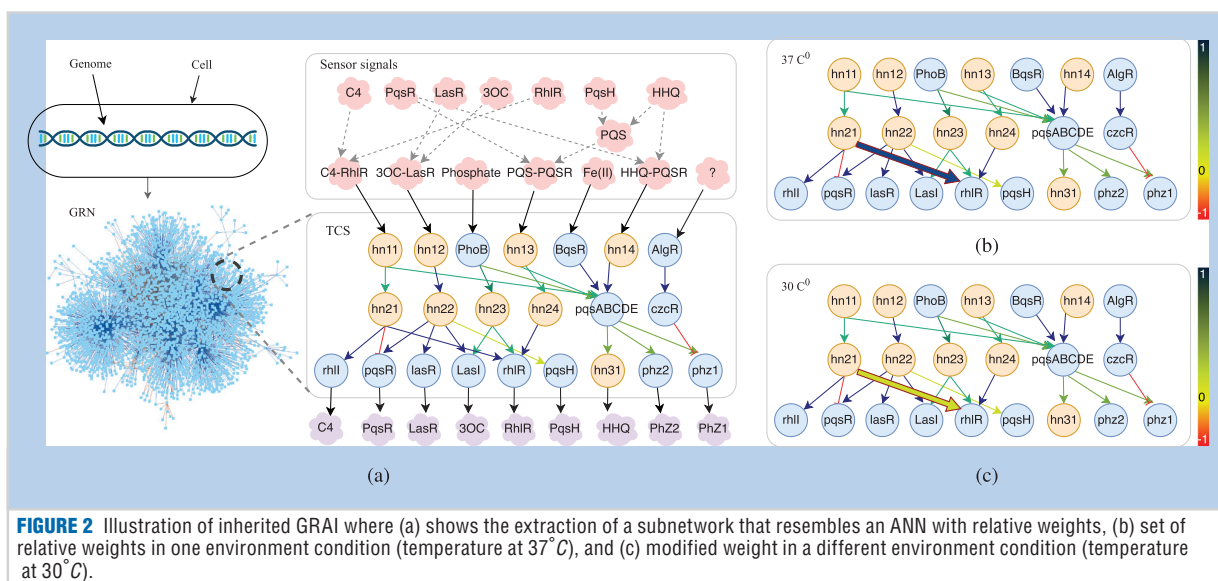 Genome
Cell
GRN
Sensor signals
C4 PqsR LasR 3OC RhlR PqsH HHQ
PQS
C4-RhlR 3OC-LasR Phosphate PQS-PQSR Fe(II) HHQ-PQSR ?
TCS
hn11 hn12 PhoB hn13 BqsR hn14 AlgR
hn21 hn22 hn23 hn24 pqsABCDE czcR
rhlI pqsR lasR LasI rhlR pqsH hn31 phz2 phz1
C4 PqsR LasR 3OC RhlR PqsH HHQ PhZ2 PhZ1
(a)
37 C⁰
hn11 hn12 PhoB hn13 BqsR hn14 AlgR
hn21 hn22 hn23 hn24 pqsABCDE czcR
rhlI pqsR lasR LasI rhlR pqsH hn31 phz2 phz1
1
0
-1
(b)
30 C⁰
hn11 hn12 PhoB hn13 BqsR hn14 AlgR
hn21 hn22 hn23 hn24 pqsABCDE czcR
rhlI pqsR lasR LasI rhlR pqsH hn31 phz2 phz1
1
0
-1
(c)
FIGURE 2 Illustration of inherited GRAI where (a) shows the extraction of a subnetwork that resembles an ANN with relative weights, (b) set of
relative weights in one environment condition (temperature at 37°C), and (c) modified weight in a different environment condition (temperature
at 30°C).